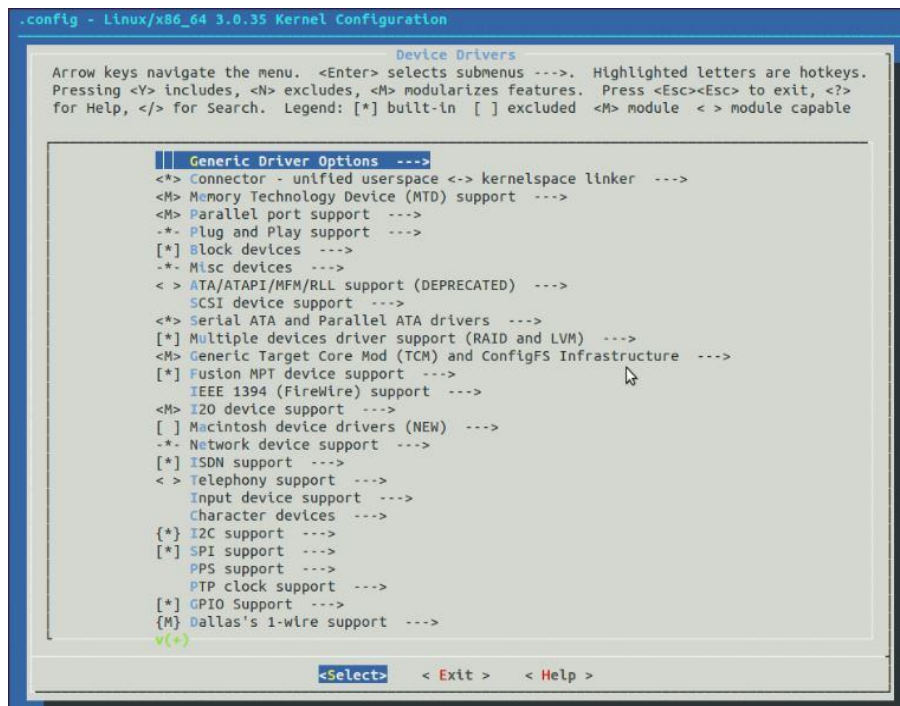 .config - Linux/x86_64 3.0.35 Kernel Configuration
Device Drivers
Arrow keys navigate the menu.  <Enter> selects submenus --->.  Highlighted letters are hotkeys.
Pressing <Y> includes, <N> excludes, <M> modularizes features.  Press <Esc><Esc> to exit, <?>
for Help, </> for Search.  Legend: [*] built-in  [ ] excluded  <M> module  < > module capable
Generic Driver Options  --->
<*> Connector - unified userspace <-> kernelspace linker  --->
<M> Memory Technology Device (MTD) support  --->
<M> Parallel port support  --->
-*- Plug and Play support  --->
[*] Block devices  --->
-*- Misc devices  --->
< > ATA/ATAPI/MFM/RLL support (DEPRECATED)  --->
SCSI device support  --->
<*> Serial ATA and Parallel ATA drivers  --->
[*] Multiple devices driver support (RAID and LVM)  --->
<M> Generic Target Core Mod (TCM) and ConfigFS Infrastructure  --->
[*] Fusion MPT device support  --->
IEEE 1394 (FireWire) support  --->
<M> I2O device support  --->
[ ] Macintosh device drivers (NEW)  --->
-*- Network device support  --->
[*] ISDN support  --->
< > Telephony support  --->
Input device support  --->
Character devices  --->
{*} I2C support  --->
[*] SPI support  --->
PPS support  --->
PTP clock support  --->
[*] GPIO Support  --->
{M} Dallas's 1-wire support  --->
v(+)
<Select>    < Exit >    < Help >